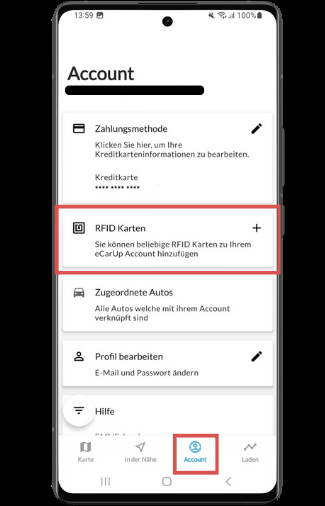 13:59
100%
Account
Zahlungsmethode
Klicken Sie hier, um Ihre
Kreditkarteninformationen zu bearbeiten.
Kreditkarte
•••• •••• ••••
RFID Karten
Sie können beliebige RFID Karten zu Ihrem
eCarUp Account hinzufügen
Zugeordnete Autos
Alle Autos welche mit ihrem Account
verknüpft sind
Profil bearbeiten
E-Mail und Passwort ändern
Hilfe
Karte
In der Nähe
Account
Laden